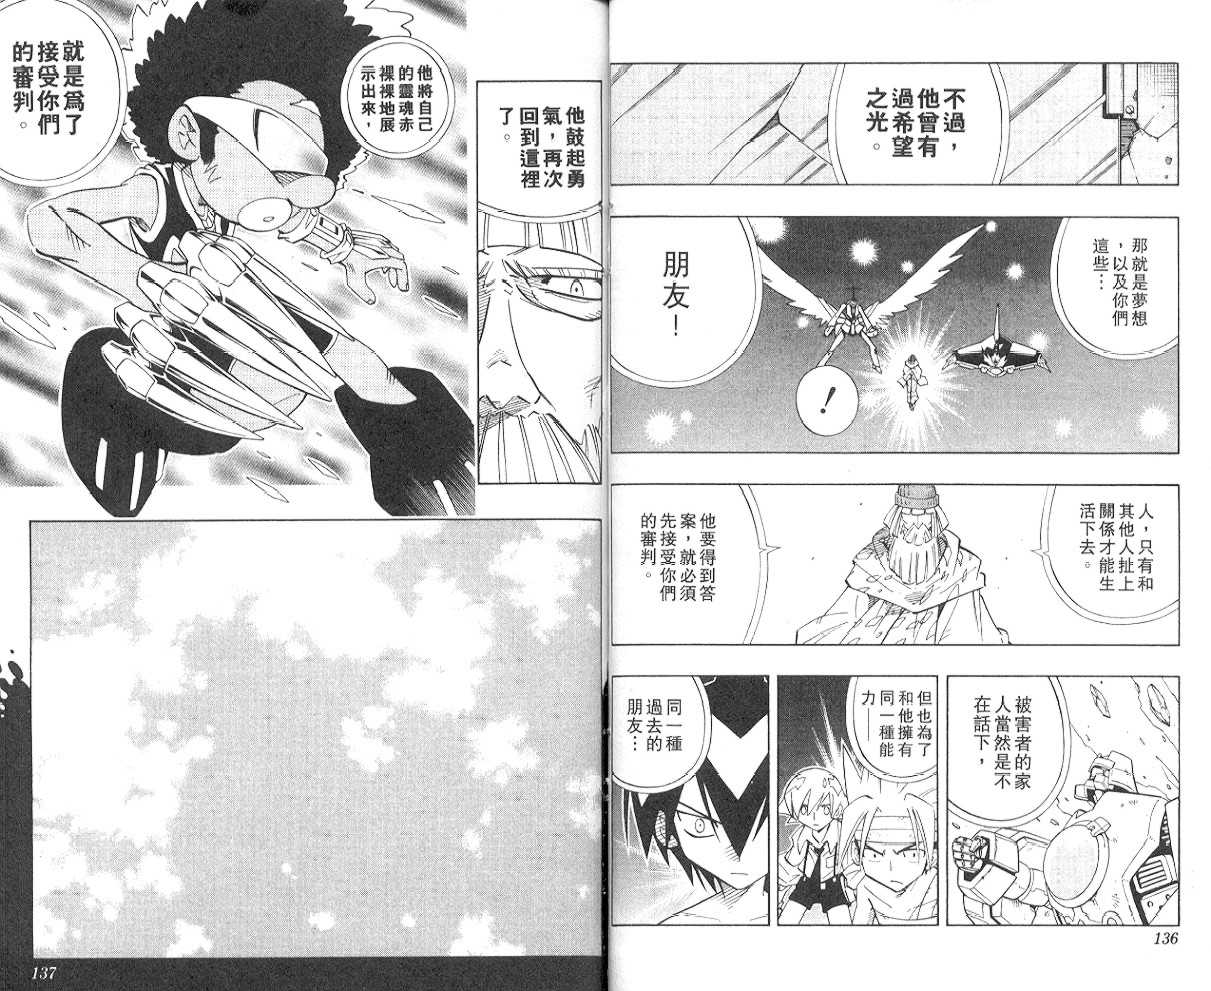 不過，
他曾有
過希望
之光。
那就是夢想
，以及你們
這些…
朋友！
！
人，只有和
其他人扯上
關係才能生
活下去。
他要得到答
案，就必須
先接受你們
的審判。
被害者的家
人當然是不
在話下，
但也為了
和他擁有
同一種能
力——
同一種
過去的
朋友…
136
他鼓起勇
氣，再次
回到這裡
了。
他將自己
的靈魂赤
裸裸地展
示出來，
就是為了
接受你們
的審判。
137